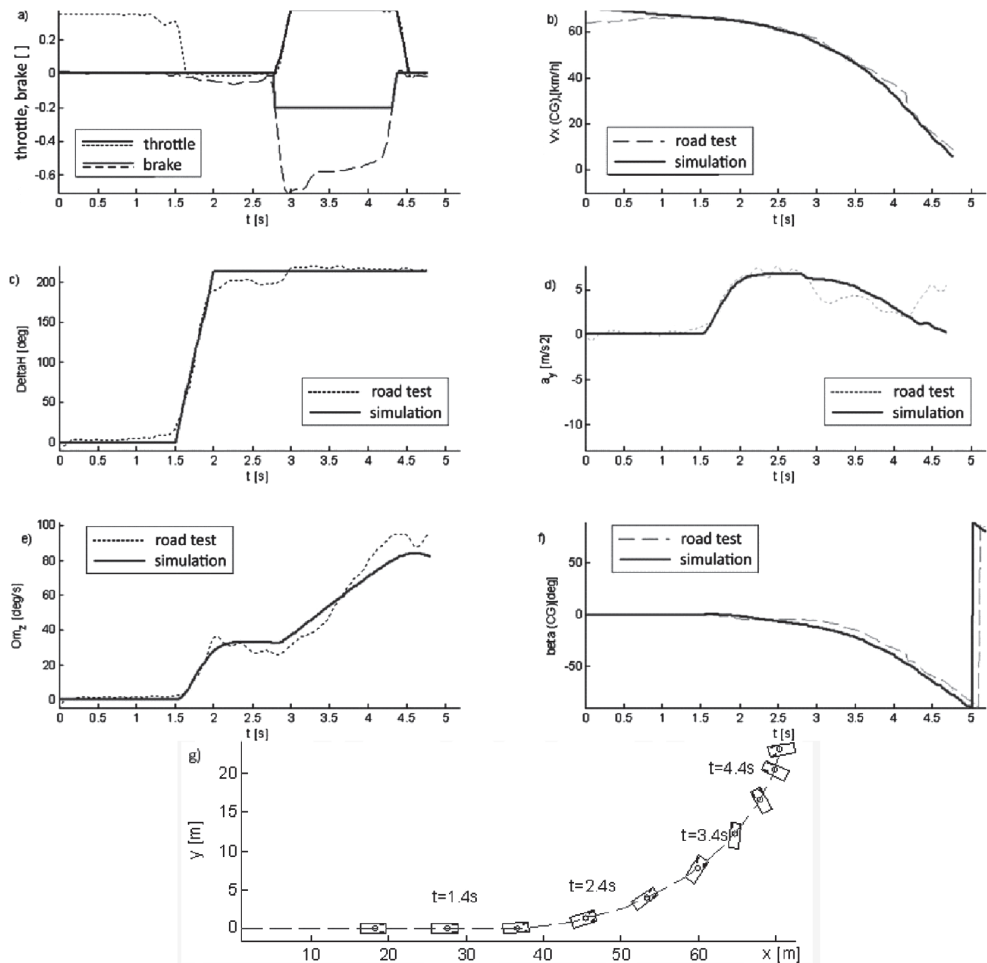 a)
throttle, brake [ ]
0.2
0
-0.2
-0.4
-0.6
throttle
brake
0 0.5 1 1.5 2 2.5 3 3.5 4 4.5 5
t [s]
b)
Vx (CG),[km/h]
60
40
20
0
road test
simulation
0 0.5 1 1.5 2 2.5 3 3.5 4 4.5 5
t [s]
c)
DeltaH [deg]
200
150
100
50
0
road test
simulation
0 0.5 1 1.5 2 2.5 3 3.5 4 4.5 5
t [s]
d)
a_y [m/s2]
5
0
-5
-10
road test
simulation
0 0.5 1 1.5 2 2.5 3 3.5 4 4.5 5
t [s]
e)
Om_z [deg/s]
100
80
60
40
20
0
road test
simulation
0 0.5 1 1.5 2 2.5 3 3.5 4 4.5 5
t [s]
f)
beta (CG)[deg]
50
0
-50
road test
simulation
0 0.5 1 1.5 2 2.5 3 3.5 4 4.5 5
t [s]
g)
y [m]
20
15
10
5
0
t=1.4s
t=2.4s
t=3.4s
t=4.4s
10 20 30 40 50 60 x [m]